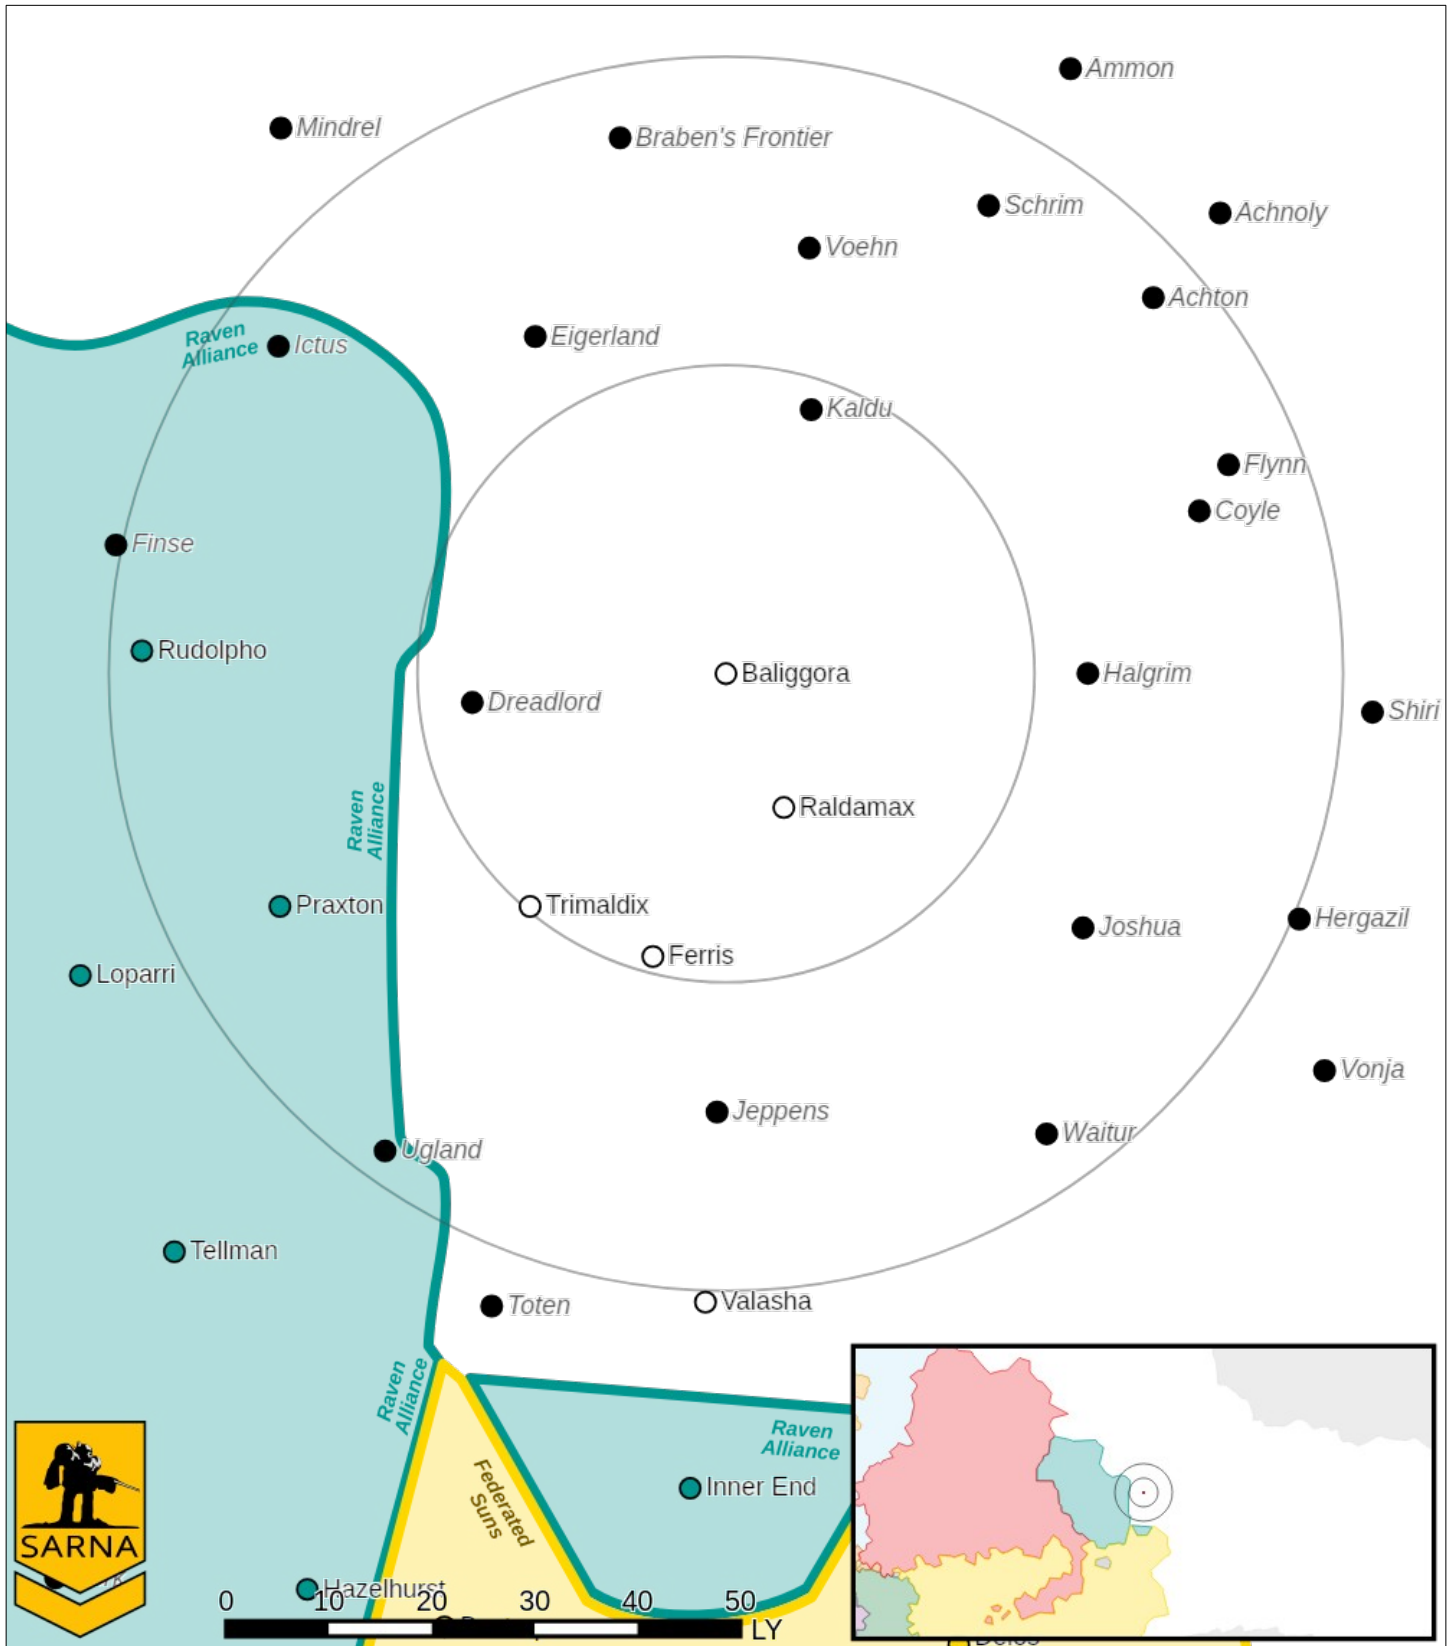 Ammon
Mindrel
Braben's Frontier
Schrim
Achnoly
Voehn
Achton
Raven
Alliance
Ictus
Eigerland
Kaldu
Flynn
Coyle
Finse
Rudolpho
Baliggora
Halgrim
Dreadlord
Shiri
Raven
Alliance
Raldamax
Praxton
Trimaldix
Hergazil
Joshua
Ferris
Loparri
Vonja
Jeppens
Waitur
Ugland
Tellman
Toten
Valasha
Raven
Alliance
Raven
Alliance
Federated
Suns
Inner End
SARNA
Hazelhurst
0 10 20 30 40 50
LY